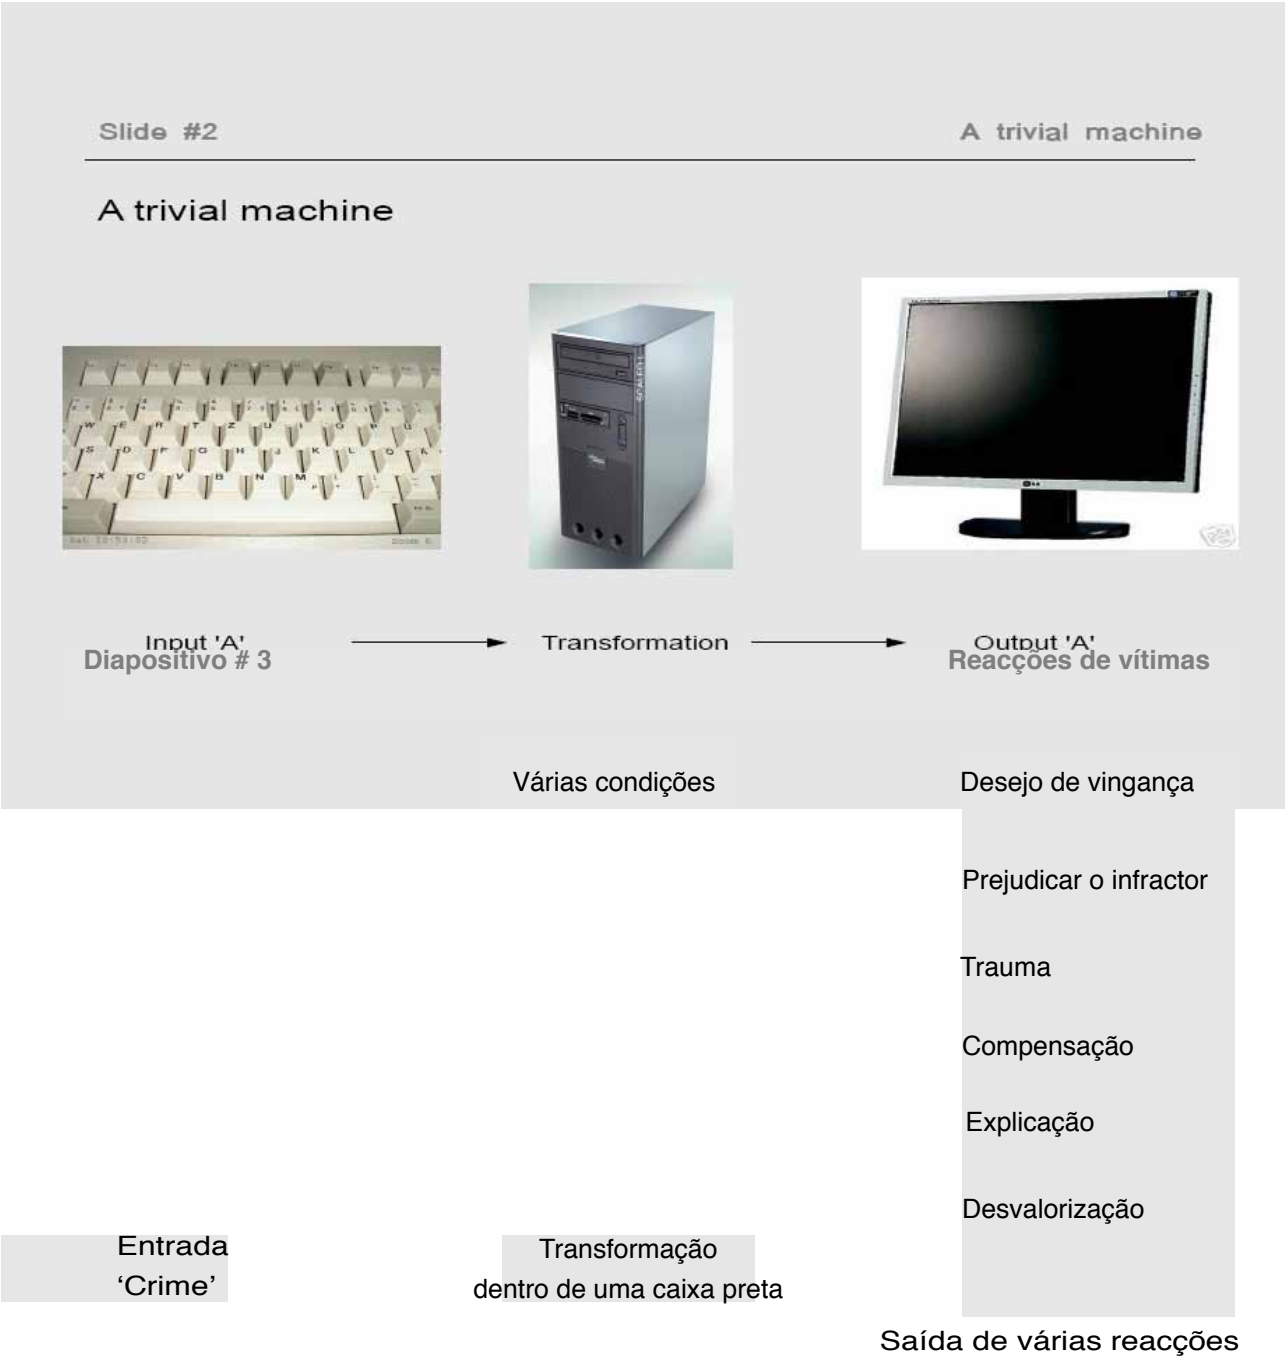 Slide #2
A trivial machine
A trivial machine
Input 'A'
Transformation
Output 'A'
Diapositivo # 3
Reacções de vítimas
Várias condições
Desejo de vingança
Prejudicar o infractor
Trauma
Compensação
Explicação
Desvalorização
Entrada
‘Crime’
Transformação
dentro de uma caixa preta
Saída de várias reacções